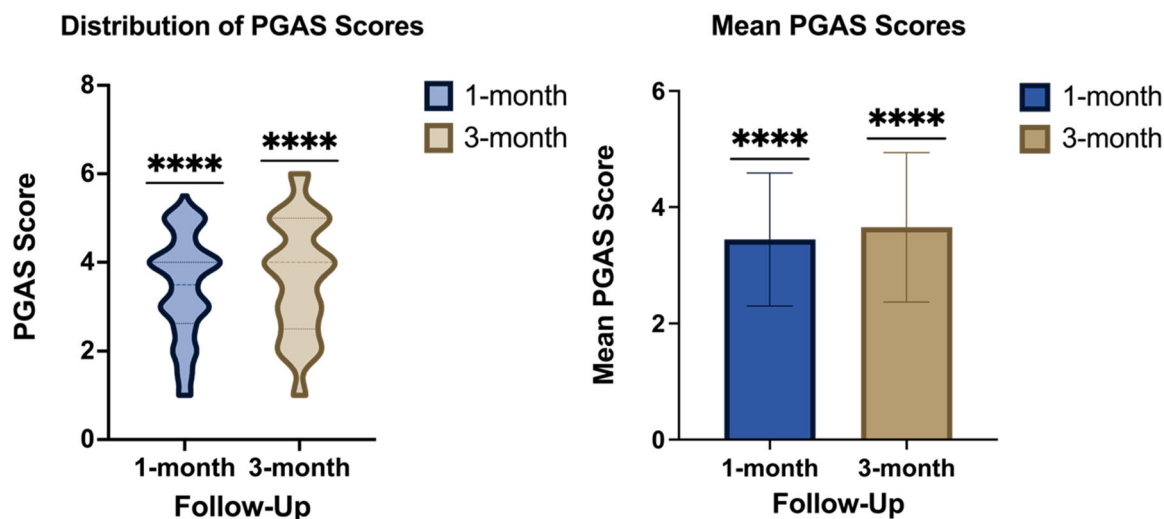 Distribution of PGAS Scores
PGAS Score
8
6
4
2
0
****
****
1-month
3-month
1-month 3-month
Follow-Up
Mean PGAS Scores
Mean PGAS Score
6
4
2
0
****
****
1-month
3-month
1-month 3-month
Follow-Up